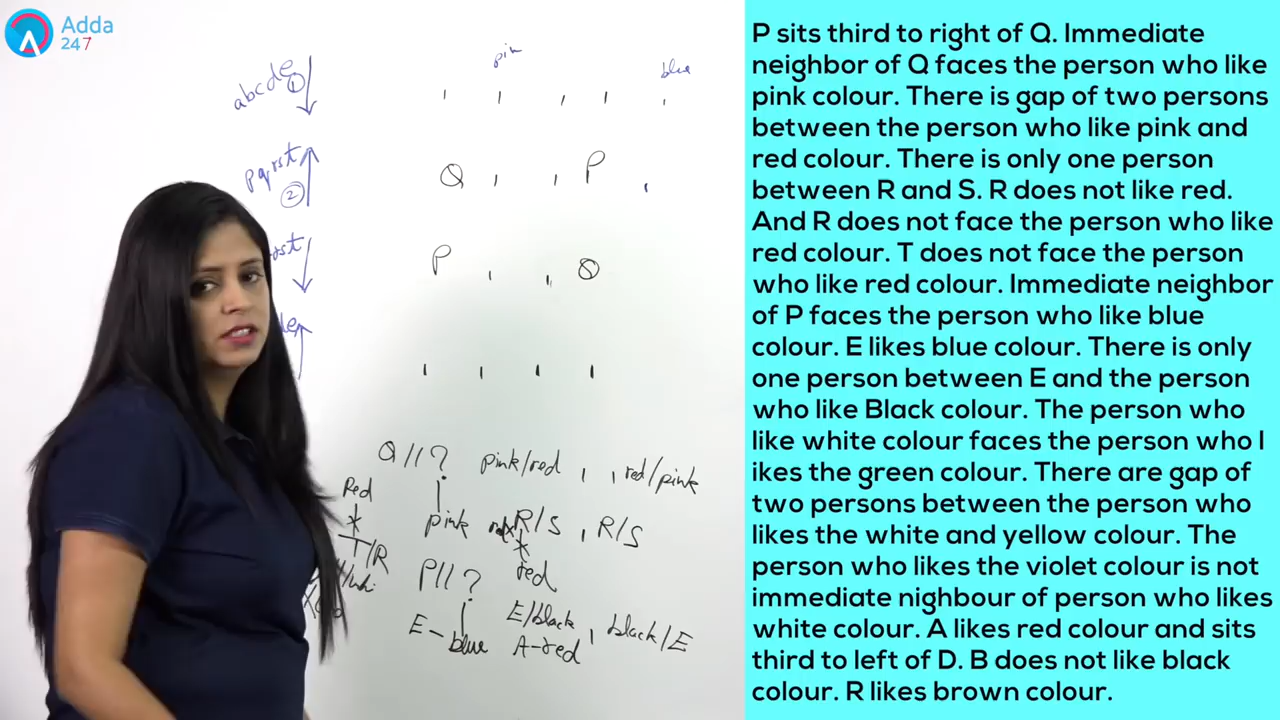 Adda
247
abcde ①
pink
blue
pqrst
②
Q
P
rst
P
Q
Q // ? pink/red , , red/pink
Red
pink
R/S , R/S
T/R
P // ?
red
E - blue
E/black , black/E
A-red
P sits third to right of Q. Immediate
neighbor of Q faces the person who like
pink colour. There is gap of two persons
between the person who like pink and
red colour. There is only one person
between R and S. R does not like red.
And R does not face the person who like
red colour. T does not face the person
who like red colour. Immediate neighbor
of P faces the person who like blue
colour. E likes blue colour. There is only
one person between E and the person
who like Black colour. The person who
like white colour faces the person who l
ikes the green colour. There are gap of
two persons between the person who
likes the white and yellow colour. The
person who likes the violet colour is not
immediate nighbour of person who likes
white colour. A likes red colour and sits
third to left of D. B does not like black
colour. R likes brown colour.